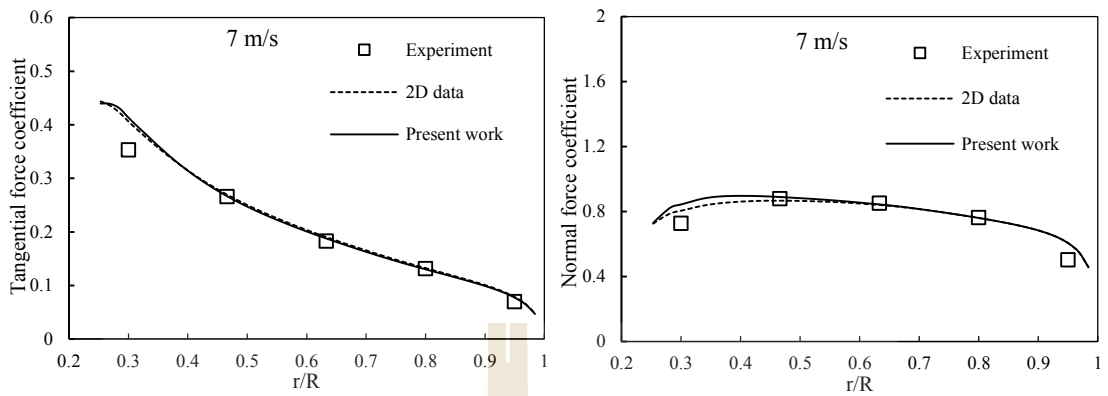 0.6
0.5
0.4
0.3
0.2
0.1
0
0.2 0.3 0.4 0.5 0.6 0.7 0.8 0.9 1
Tangential force coefficient
r/R
7 m/s
Experiment
2D data
Present work
2
1.6
1.2
0.8
0.4
0
0.2 0.3 0.4 0.5 0.6 0.7 0.8 0.9 1
Normal force coefficient
r/R
7 m/s
Experiment
2D data
Present work